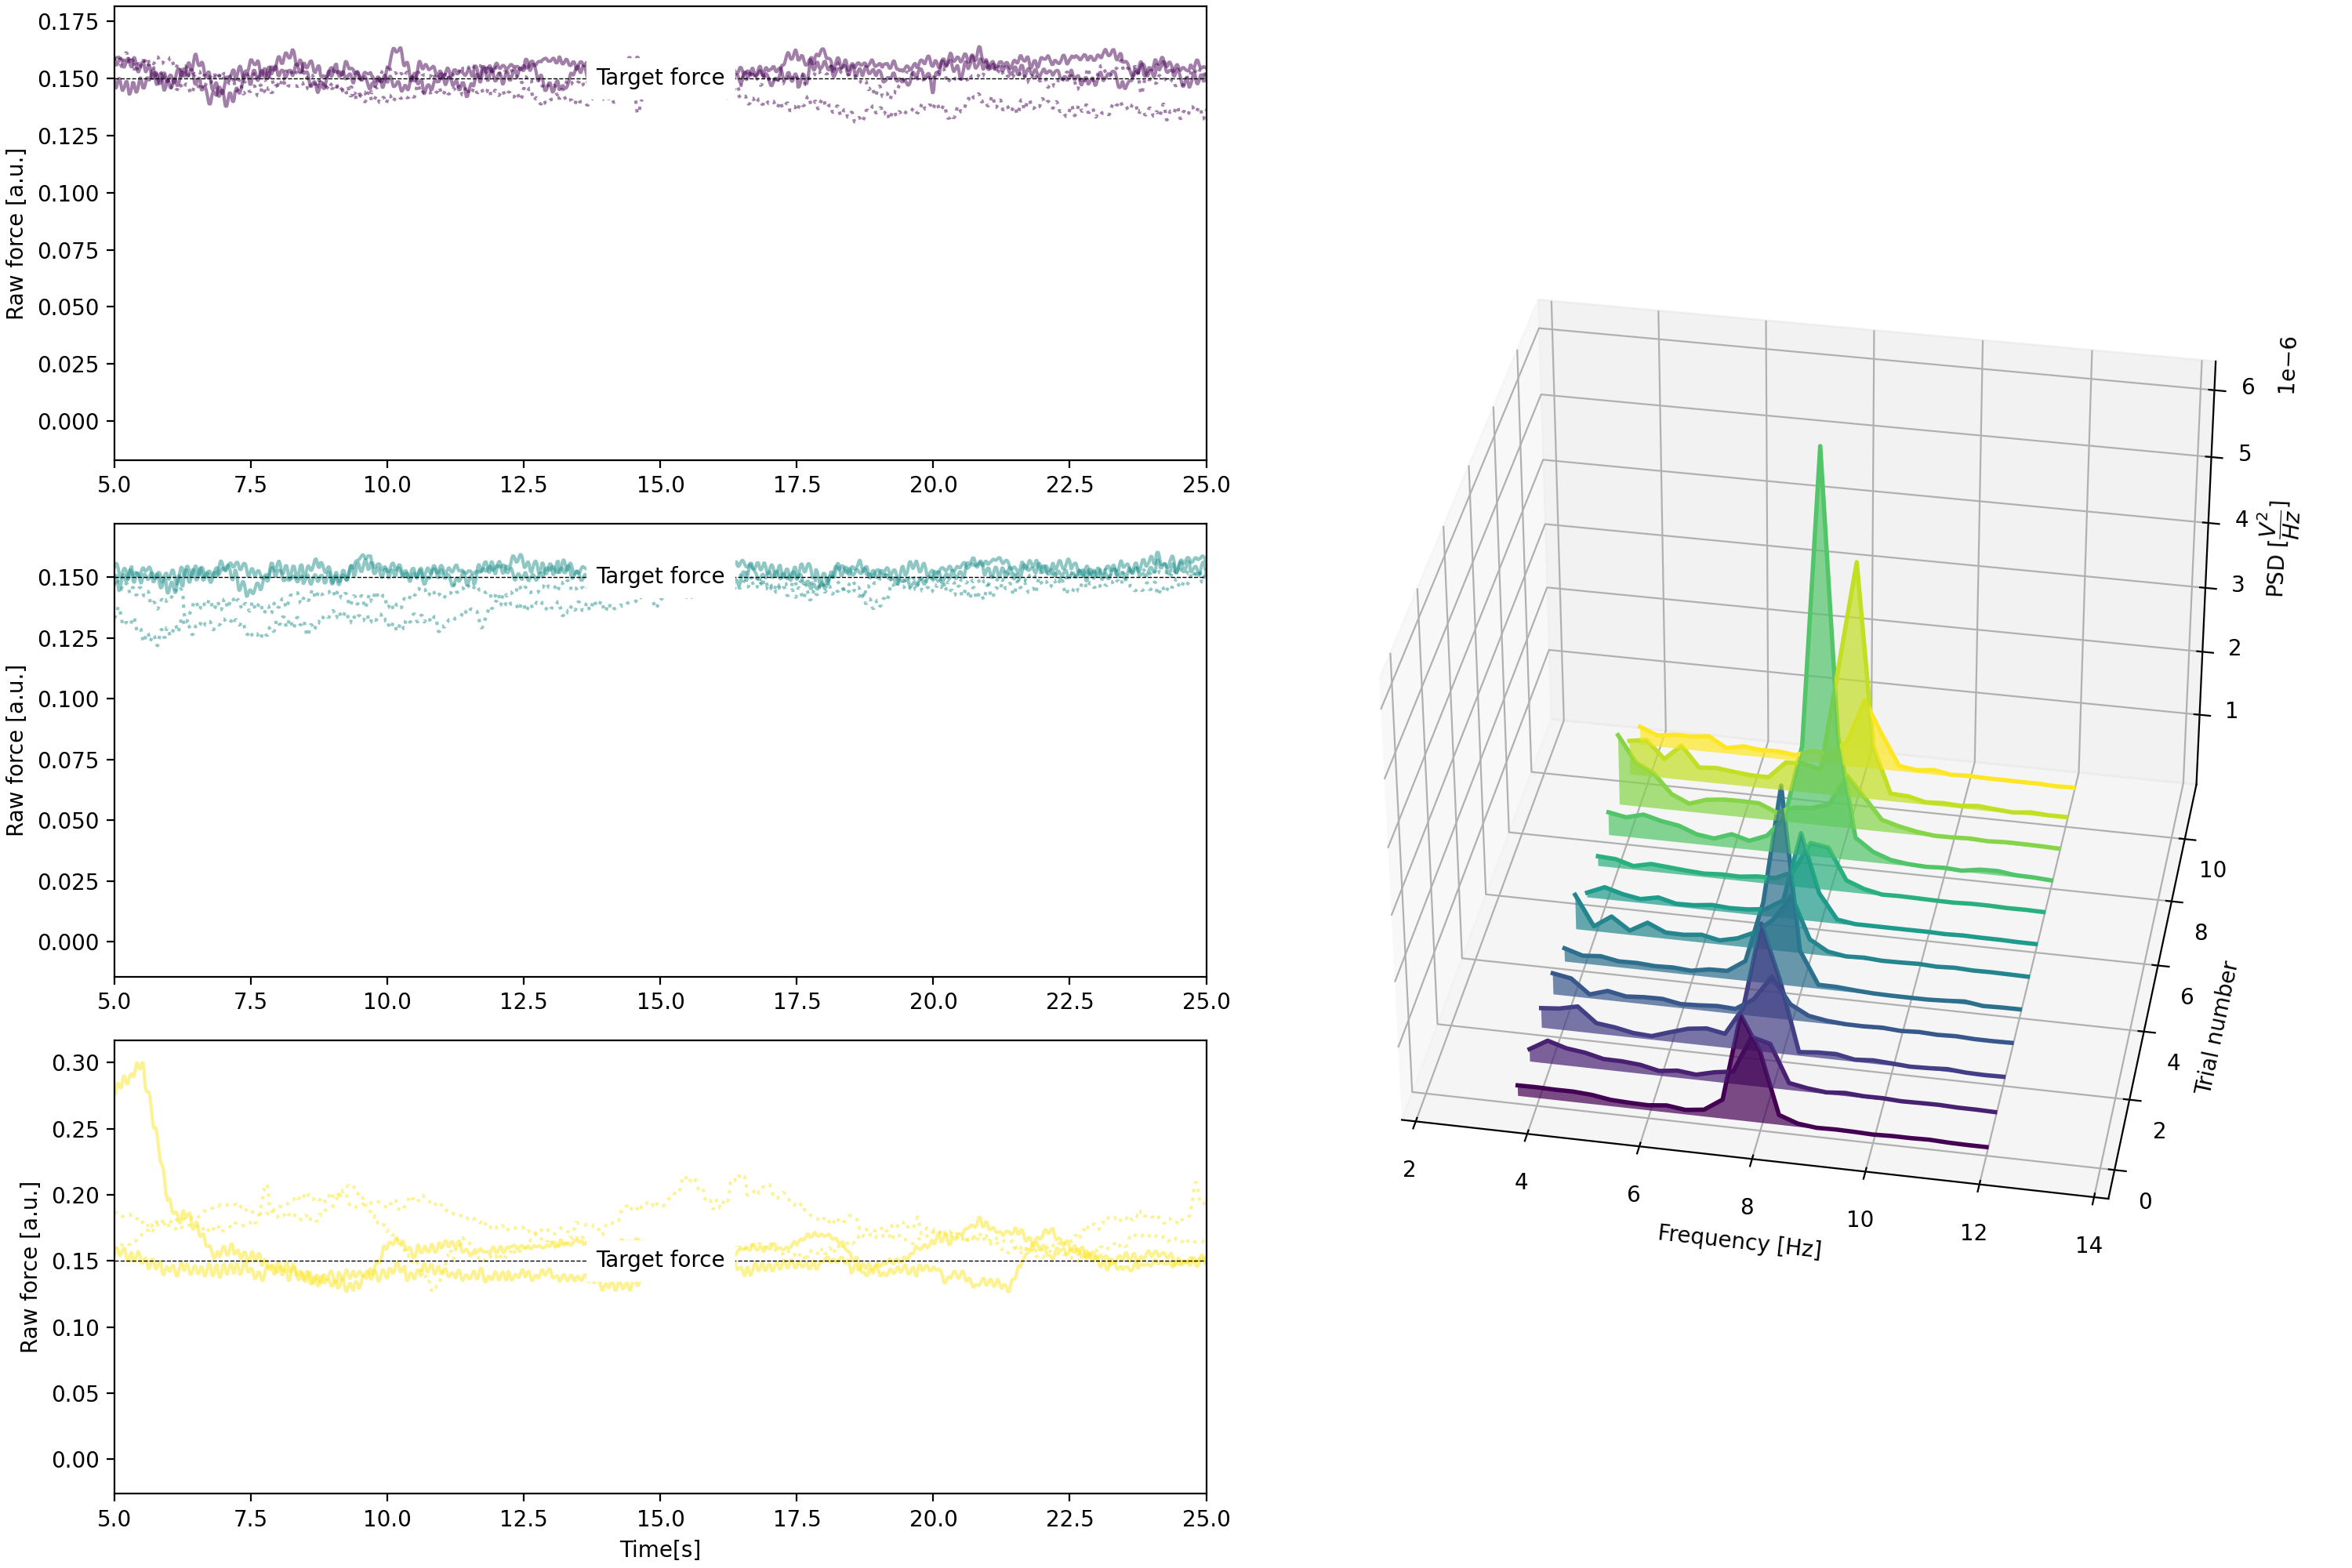 0.175
0.150
0.125
0.100
0.075
0.050
0.025
0.000
Raw force [a.u.]
Target force
5.0 7.5 10.0 12.5 15.0 17.5 20.0 22.5 25.0
0.150
0.125
0.100
0.075
0.050
0.025
0.000
Raw force [a.u.]
Target force
5.0 7.5 10.0 12.5 15.0 17.5 20.0 22.5 25.0
0.30
0.25
0.20
0.15
0.10
0.05
0.00
Raw force [a.u.]
Target force
5.0 7.5 10.0 12.5 15.0 17.5 20.0 22.5 25.0
Time[s]
1e−6
6
5
4
3
2
1
PSD [V²/Hz]
10
8
6
4
2
0
Trial number
2 4 6 8 10 12 14
Frequency [Hz]